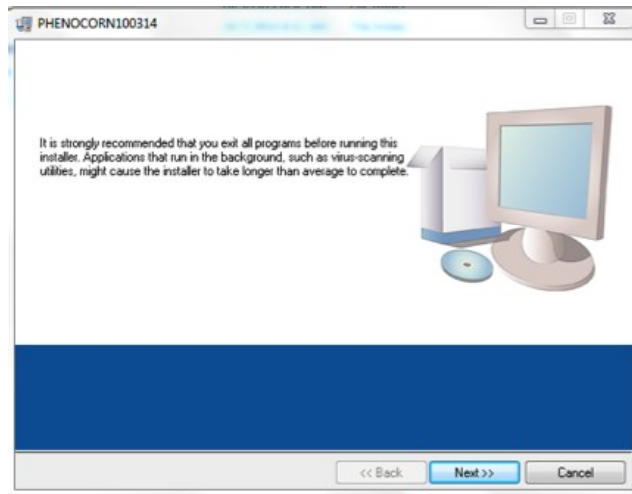 PHENOCORN100314
It is strongly recommended that you exit all programs before running this
installer. Applications that run in the background, such as virus-scanning
utilities, might cause the installer to take longer than average to complete.
<< Back
Next >>
Cancel